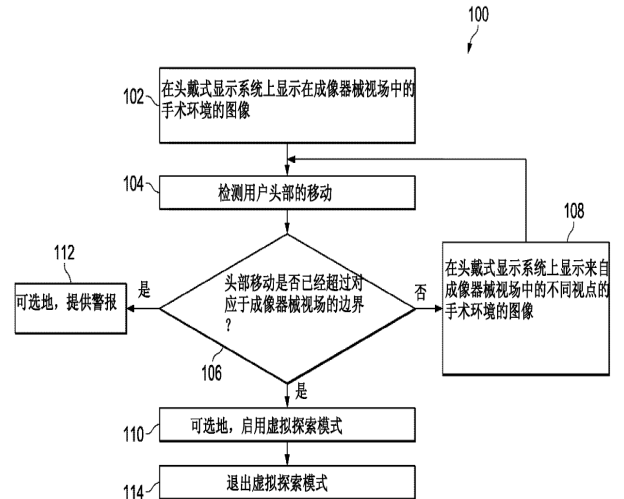 100
102
在头戴式显示系统上显示在成像器械视场中的
手术环境的图像
104
检测用户头部的移动
108
在头戴式显示系统上显示来自
成像器械视场中的不同视点的
手术环境的图像
112
可选地，提供警报
是
头部移动是否已经超过对
应于成像器械视场的边界
？
否
106
是
110
可选地，启用虚拟探索模式
114
退出虚拟探索模式